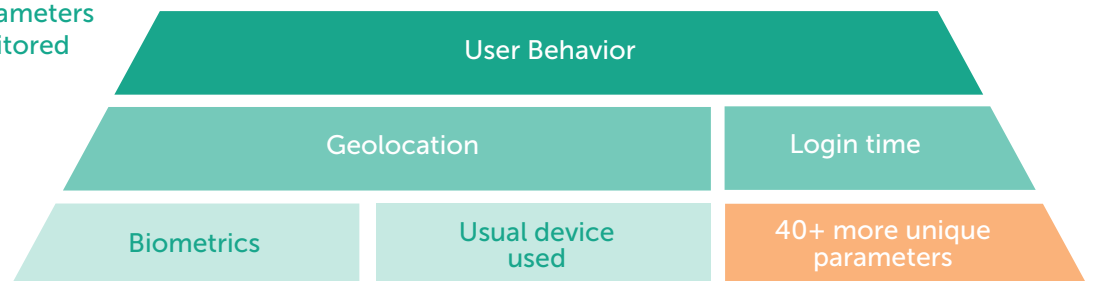 ameters
itored
User Behavior
Geolocation
Login time
Biometrics
Usual device
used
40+ more unique
parameters